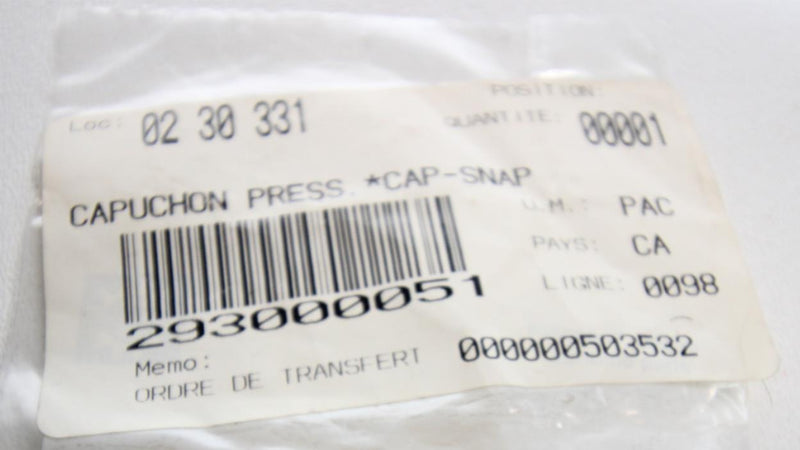 POSITION:
Loc: 02 30 331
QUANTITE: 00001
CAPUCHON PRESS. *CAP-SNAP
U.M.: PAC
PAYS: CA
LIGNE: 0098
293000051
Memo:
ORDRE DE TRANSFERT 000000503532